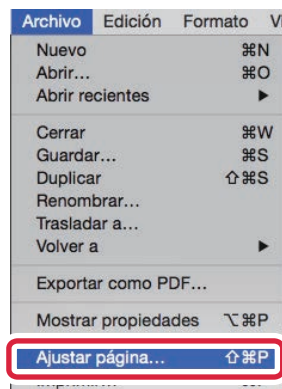 Archivo Edición Formato
Nuevo ⌘N
Abrir... ⌘O
Abrir recientes ▶
Cerrar ⌘W
Guardar... ⌘S
Duplicar ⇧⌘S
Renombrar...
Trasladar a...
Volver a ▶
Exportar como PDF...
Mostrar propiedades ⌥⌘P
Ajustar página... ⇧⌘P